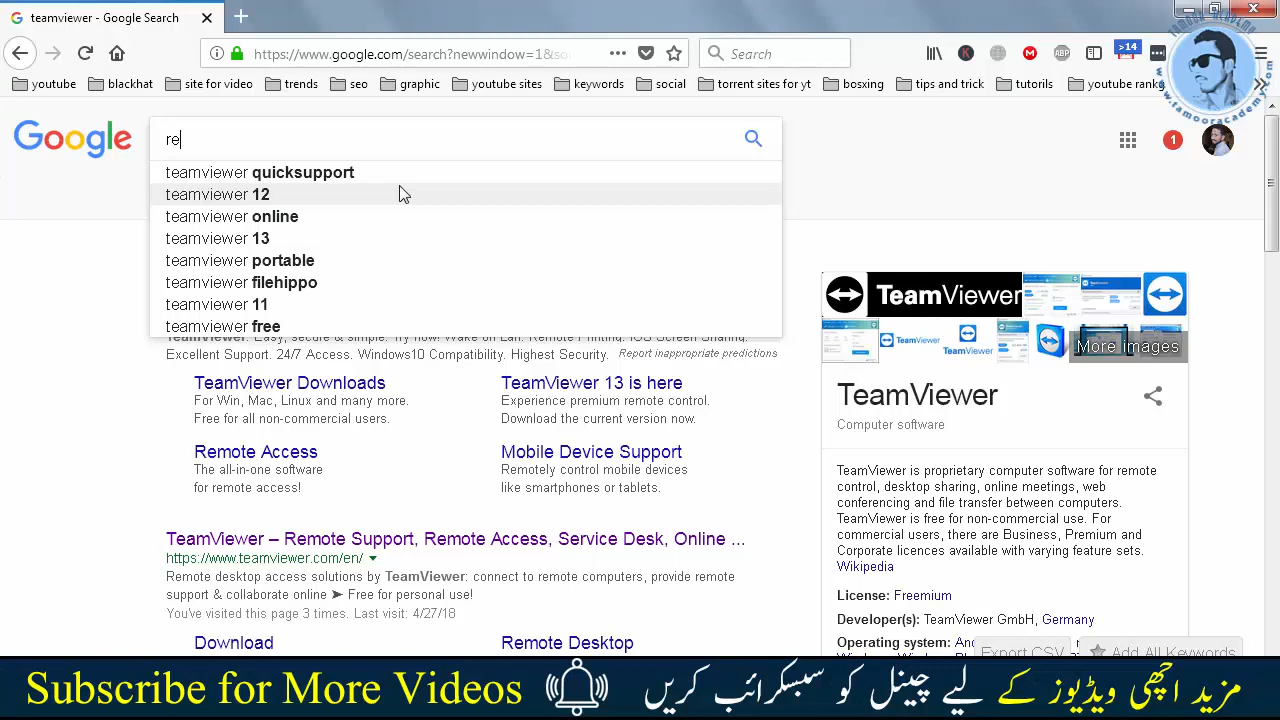 teamviewer - Google Search
https://www.google.com/search?newwindow=1&so
Search
>14
youtube
blackhat
site for video
trends
seo
graphic
youtube sites
keywords
social
torrent sites for yt
boxsing
tips and trick
tutorils
youtube rank
Google
re
1
teamviewer quicksupport
teamviewer 12
teamviewer online
teamviewer 13
teamviewer portable
teamviewer filehippo
teamviewer 11
teamviewer free
Excellent Support 24/7
Windows10 Compatibility. Highest Security.
TeamViewer Downloads
For Win, Mac, Linux and many more.
Free for all non-commercial users.
TeamViewer 13 is here
Experience premium remote control.
Download the current version now.
Remote Access
The all-in-one software
for remote access!
Mobile Device Support
Remotely control mobile devices
like smartphones or tablets.
TeamViewer – Remote Support, Remote Access, Service Desk, Online ...
https://www.teamviewer.com/en/
Remote desktop access solutions by TeamViewer: connect to remote computers, provide remote
support & collaborate online ➤ Free for personal use!
You've visited this page 3 times. Last visit: 4/27/18
Download
Remote Desktop
TeamViewer
TeamViewer
TeamViewer
More images
TeamViewer
Computer software
TeamViewer is proprietary computer software for remote
control, desktop sharing, online meetings, web
conferencing and file transfer between computers.
TeamViewer is free for non-commercial use. For
commercial users, there are Business, Premium and
Corporate licences available with varying feature sets.
Wikipedia
License: Freemium
Developer(s): TeamViewer GmbH, Germany
Operating system:
Export CSV
Add All Keywords
Subscribe for More Videos
مزید اچھی ویڈیوز کے لیے چینل کو سبسکرائب کریں